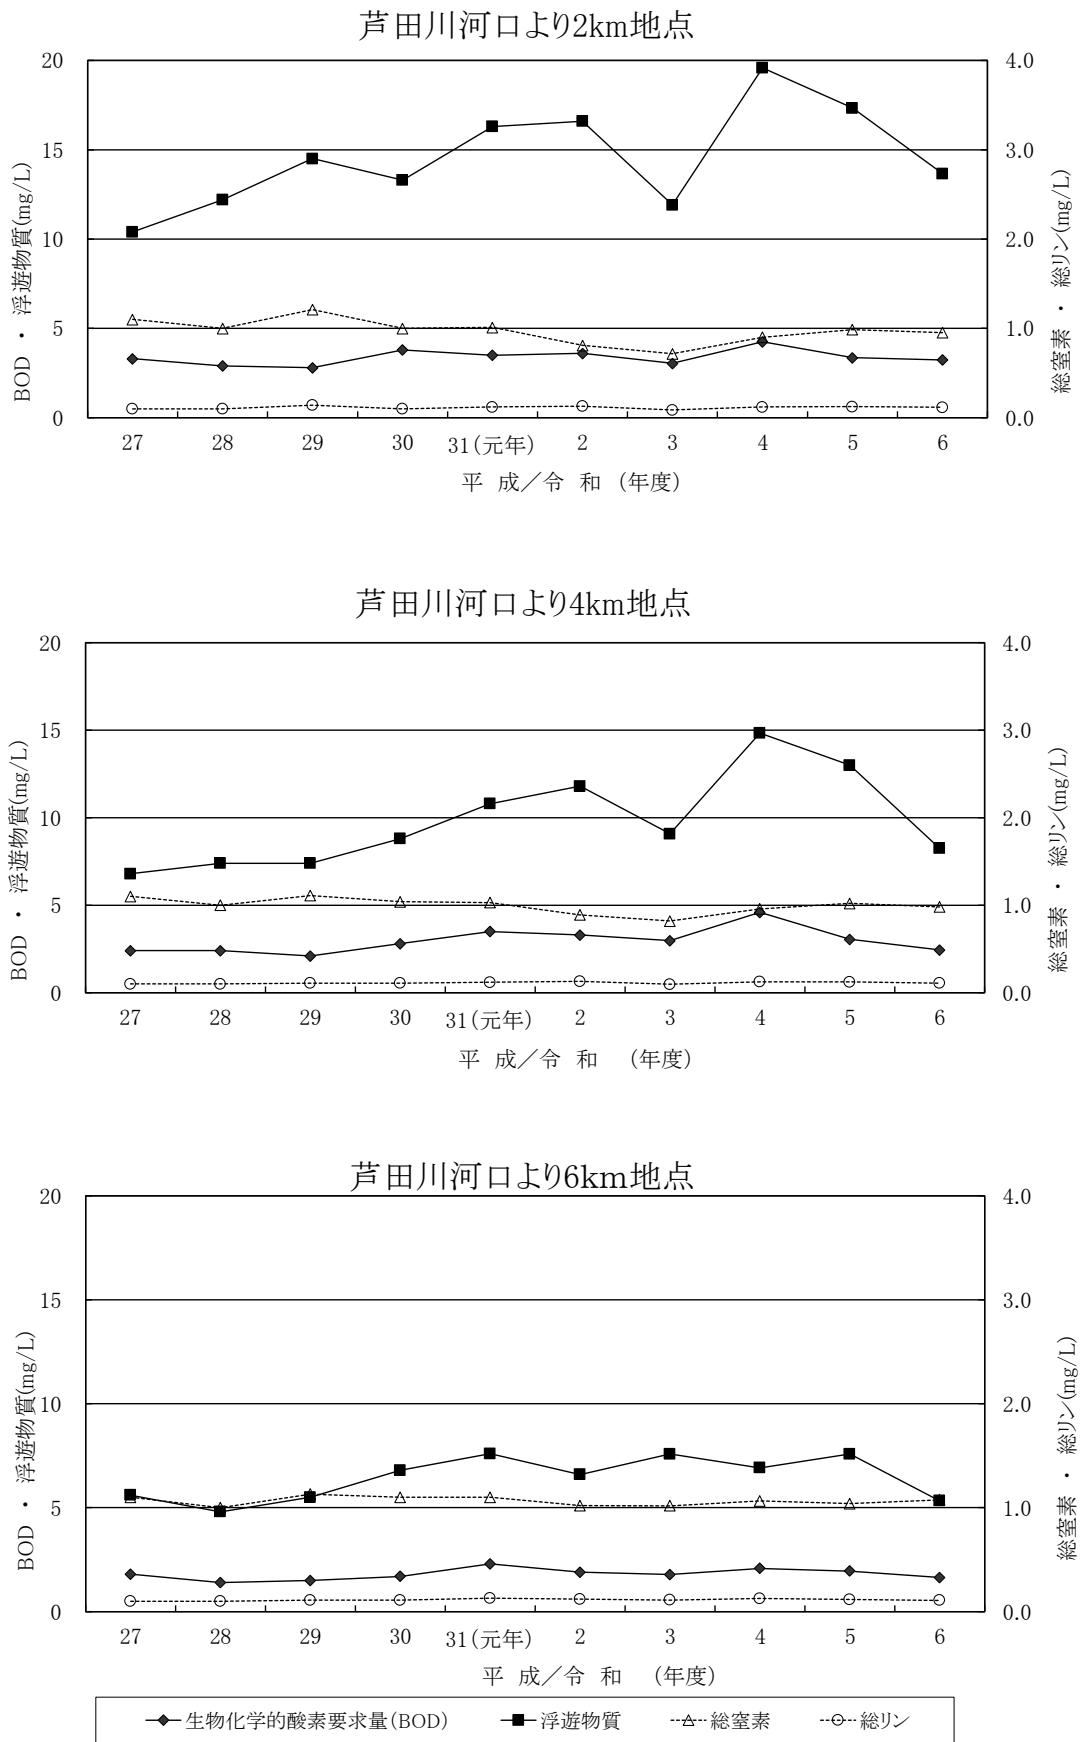 芦田川河口より2km地点
20 4.0
15 3.0
10 2.0
5 1.0
0 0.0
BOD ・ 浮遊物質(mg/L)
総窒素 ・ 総リン(mg/L)
27 28 29 30 31(元年) 2 3 4 5 6
平 成／令 和 (年度)
芦田川河口より4km地点
20 4.0
15 3.0
10 2.0
5 1.0
0 0.0
BOD ・ 浮遊物質(mg/L)
総窒素 ・ 総リン(mg/L)
27 28 29 30 31(元年) 2 3 4 5 6
平 成／令 和 (年度)
芦田川河口より6km地点
20 4.0
15 3.0
10 2.0
5 1.0
0 0.0
BOD ・ 浮遊物質(mg/L)
総窒素 ・ 総リン(mg/L)
27 28 29 30 31(元年) 2 3 4 5 6
平 成／令 和 (年度)
生物化学的酸素要求量(BOD) 浮遊物質 総窒素 総リン